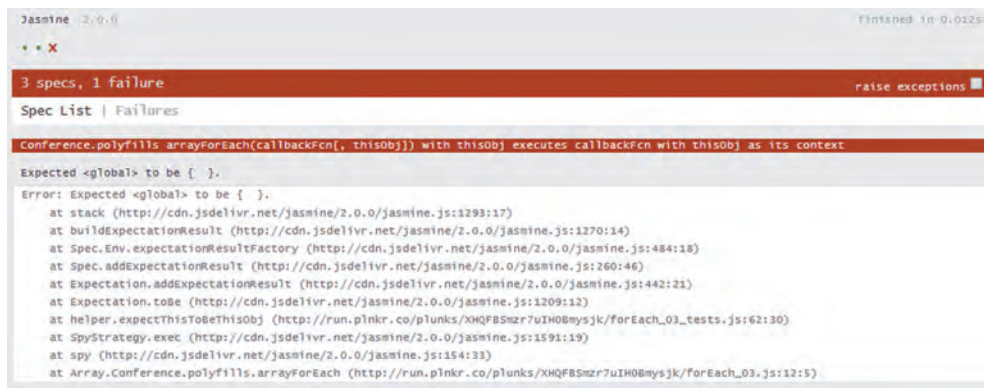 Jasmine 2.0.0
finished in 0.012s
• • x
3 specs, 1 failure
raise exceptions
Spec List | Failures
Conference.polyfills arrayForEach(callbackFcn[, thisObj]) with thisObj executes callbackFcn with thisObj as its context
Expected <global> to be { }.
Error: Expected <global> to be { }.
at stack (http://cdn.jsdelivr.net/jasmine/2.0.0/jasmine.js:1293:17)
at buildExpectationResult (http://cdn.jsdelivr.net/jasmine/2.0.0/jasmine.js:1270:14)
at Spec.Env.expectationResultFactory (http://cdn.jsdelivr.net/jasmine/2.0.0/jasmine.js:484:18)
at Spec.addExpectationResult (http://cdn.jsdelivr.net/jasmine/2.0.0/jasmine.js:260:46)
at Expectation.addExpectationResult (http://cdn.jsdelivr.net/jasmine/2.0.0/jasmine.js:442:21)
at Expectation.toBe (http://cdn.jsdelivr.net/jasmine/2.0.0/jasmine.js:1209:12)
at helper.expectThisToBeThisObj (http://run.plnkr.co/plunks/XHQFBSmzr7uIH0Bmysjk/forEach_03_tests.js:62:30)
at SpyStrategy.exec (http://cdn.jsdelivr.net/jasmine/2.0.0/jasmine.js:1591:19)
at spy (http://cdn.jsdelivr.net/jasmine/2.0.0/jasmine.js:154:33)
at Array.Conference.polyfills.arrayForEach (http://run.plnkr.co/plunks/XHQFBSmzr7uIH0Bmysjk/forEach_03.js:12:5)